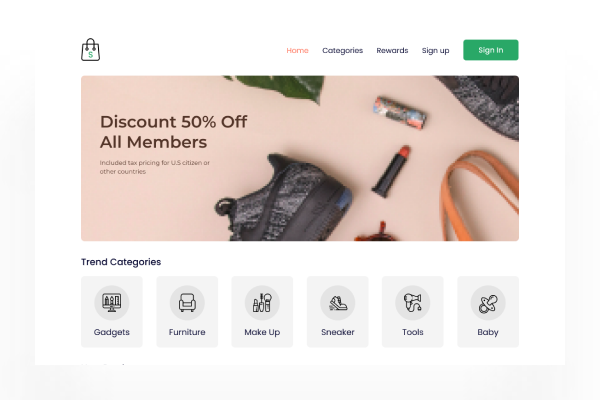 S
Home Categories Rewards Sign up Sign In
Discount 50% Off
All Members
Included tax pricing for U.S citizen or
other countries
Trend Categories
Gadgets Furniture Make Up Sneaker Tools Baby